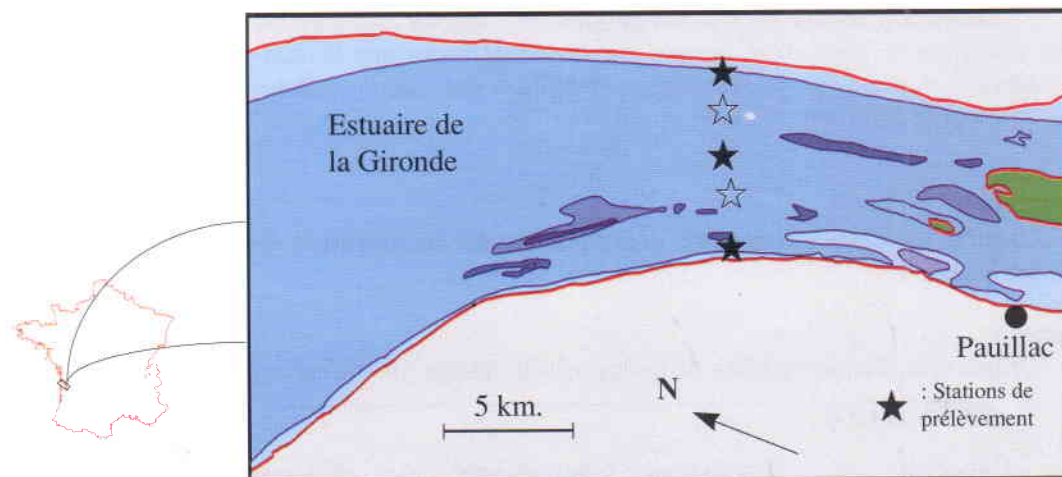 Estuaire de
la Gironde
Pauillac
N
5 km.
: Stations de
prélèvement